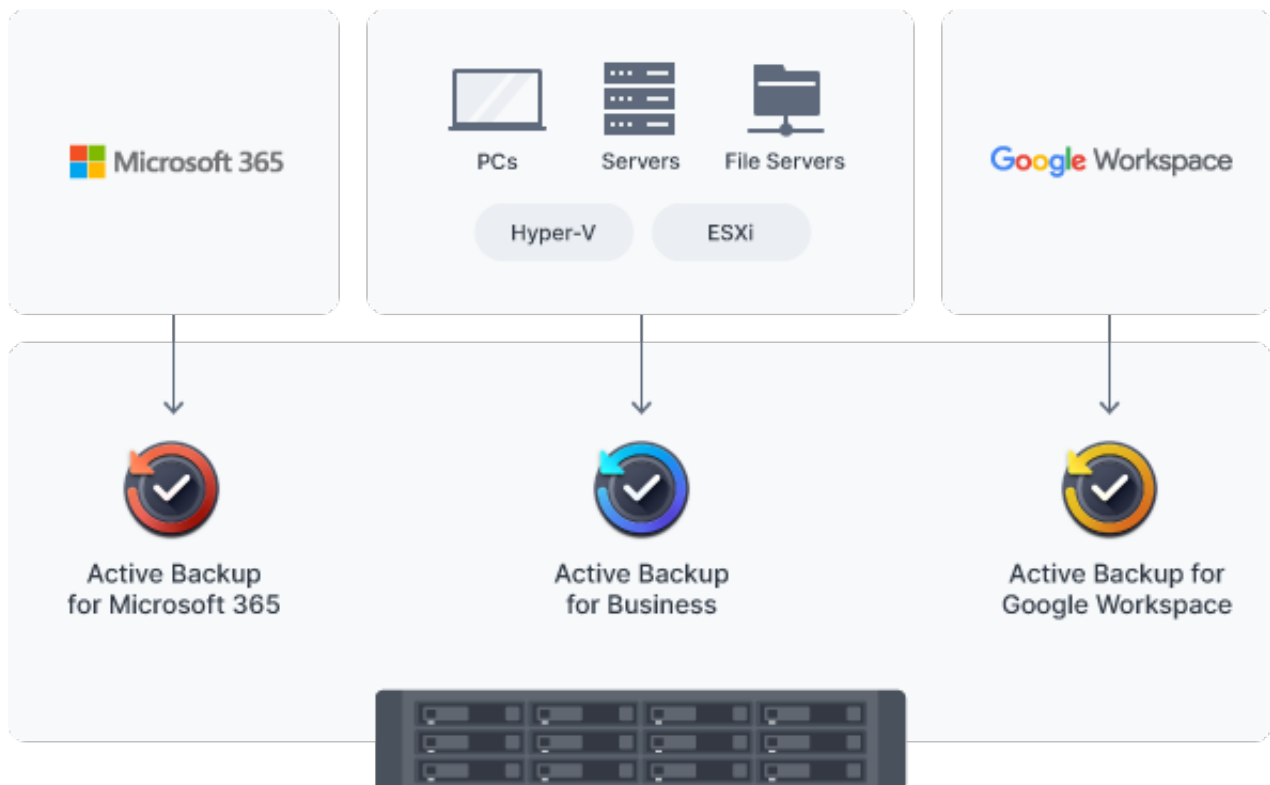 Microsoft 365
PCs
Servers
File Servers
Hyper-V
ESXi
Google Workspace
Active Backup
for Microsoft 365
Active Backup
for Business
Active Backup for
Google Workspace